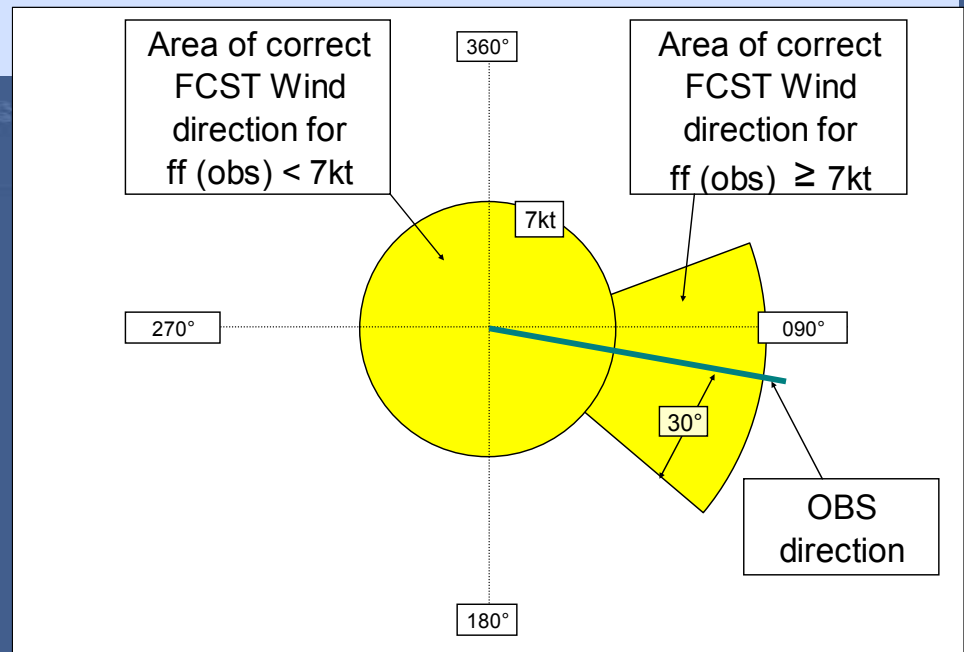 Area of correct
FCST Wind
direction for
ff (obs) < 7kt
360°
Area of correct
FCST Wind
direction for
ff (obs) ≥ 7kt
7kt
270°
090°
30°
OBS
direction
180°